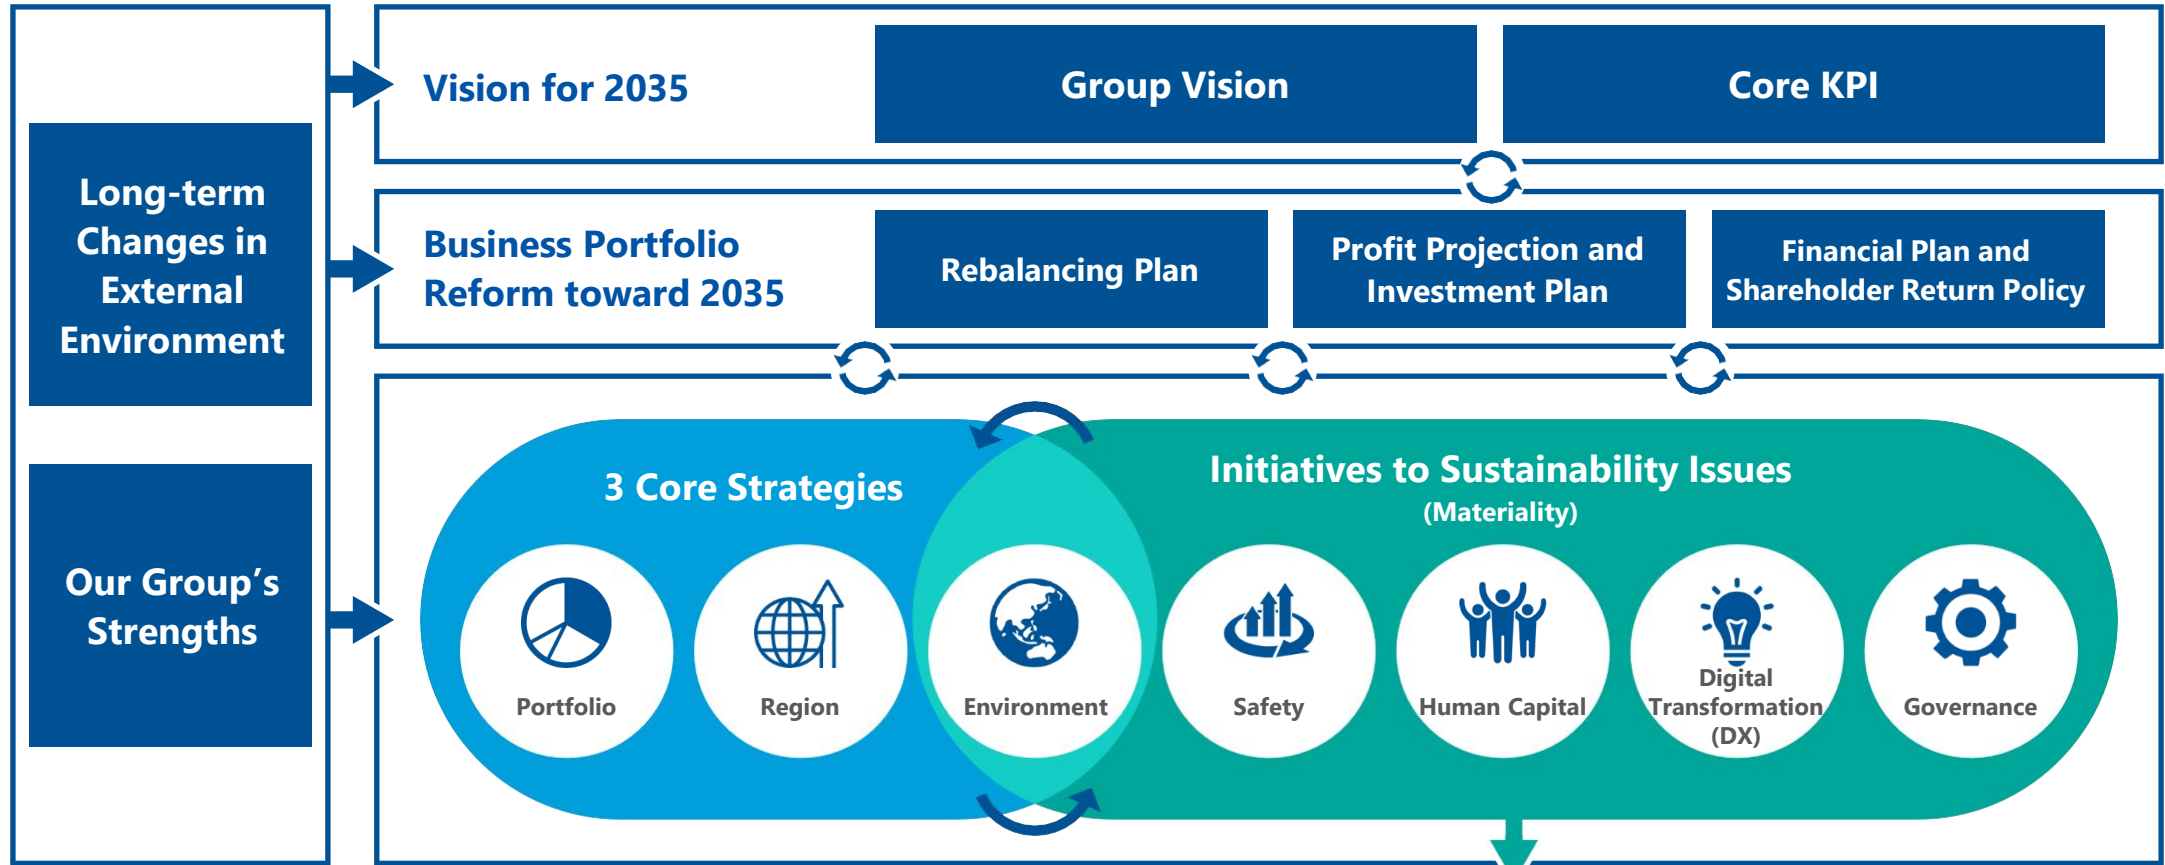 Long-term
Changes in
External
Environment
Our Group’s
Strengths
Vision for 2035
Group Vision
Core KPI
Business Portfolio
Reform toward 2035
Rebalancing Plan
Profit Projection and
Investment Plan
Financial Plan and
Shareholder Return Policy
3 Core Strategies
Initiatives to Sustainability Issues
(Materiality)
Portfolio
Region
Environment
Safety
Human Capital
Digital
Transformation
(DX)
Governance